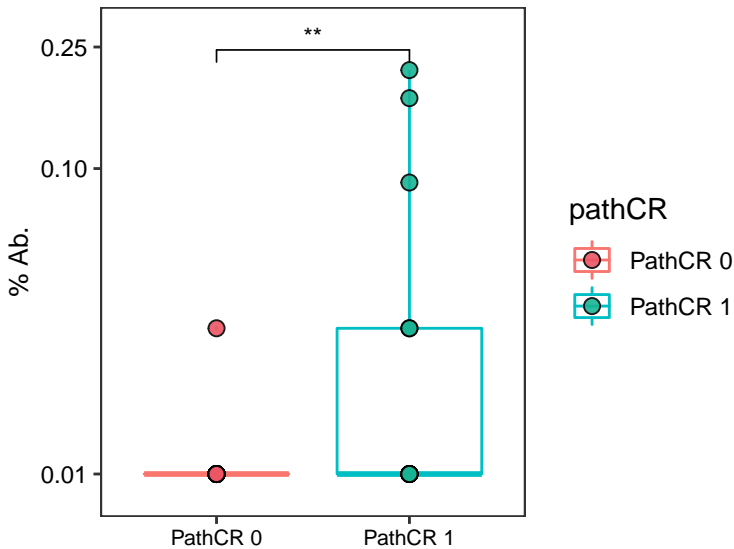 **
0.25
0.10
0.01
% Ab.
PathCR 0
PathCR 1
pathCR
PathCR 0
PathCR 1